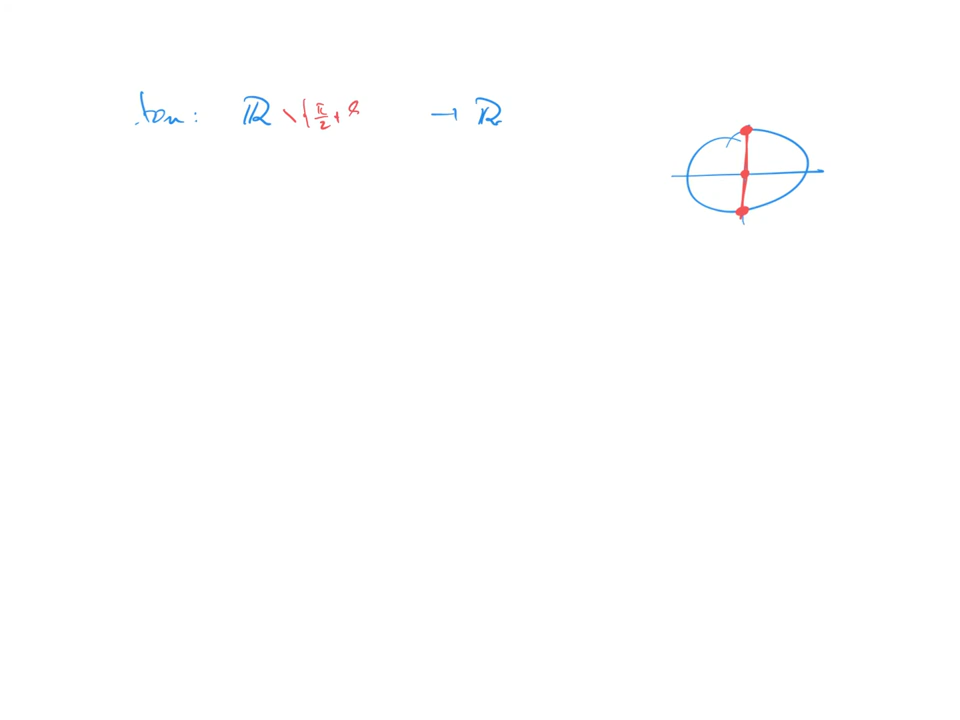 tan: ℝ \ { π/2 + → ℝ